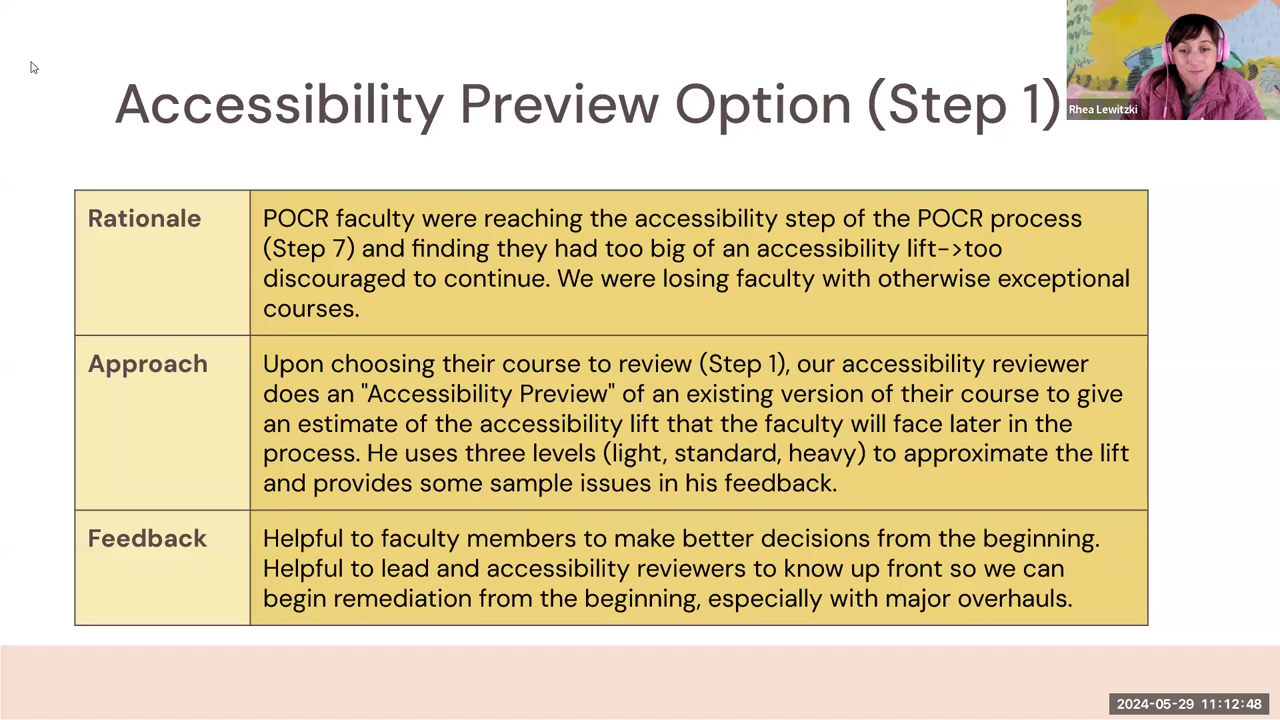 Accessibility Preview Option (Step 1)
Rhea Lewitzki
Rationale
POCR faculty were reaching the accessibility step of the POCR process
(Step 7) and finding they had too big of an accessibility lift->too
discouraged to continue. We were losing faculty with otherwise exceptional
courses.
Approach
Upon choosing their course to review (Step 1), our accessibility reviewer
does an "Accessibility Preview" of an existing version of their course to give
an estimate of the accessibility lift that the faculty will face later in the
process. He uses three levels (light, standard, heavy) to approximate the lift
and provides some sample issues in his feedback.
Feedback
Helpful to faculty members to make better decisions from the beginning.
Helpful to lead and accessibility reviewers to know up front so we can
begin remediation from the beginning, especially with major overhauls.
2024-05-29 11:12:48